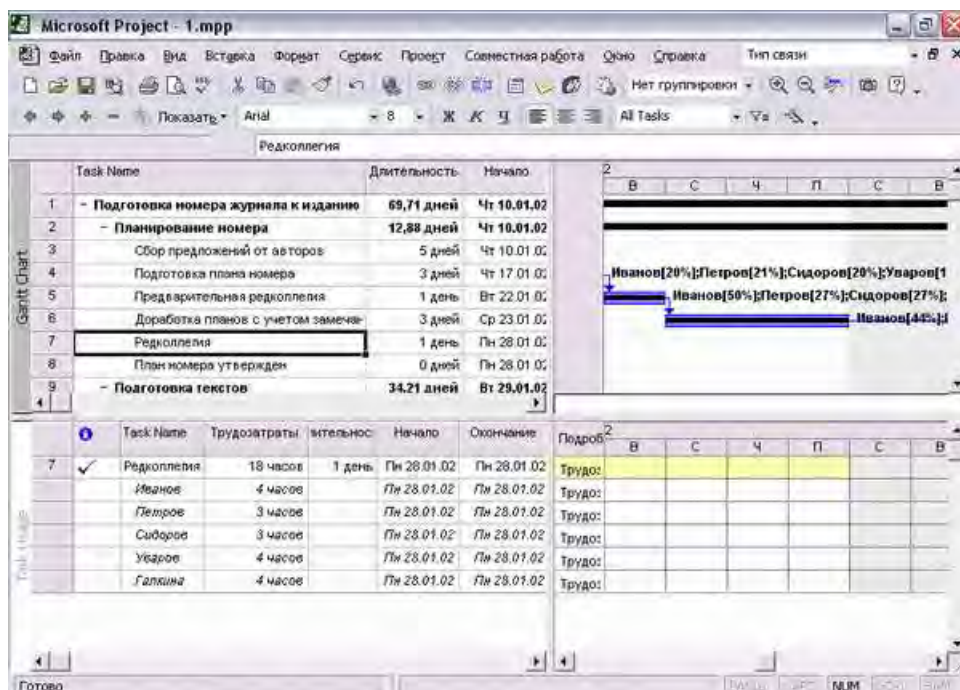 Microsoft Project - 1.mpp
Файл Правка Вид Вставка Формат Сервис Проект Совместная работа Окно Справка Тип связи
Нет группировки
Показать Arial 8 Ж К Ч All Tasks
Редколлегия
Task Name Длительность Начало 2
В С Ч П С В
1 - Подготовка номера журнала к изданию 69,71 дней Чт 10.01.02
2 - Планирование номера 12,88 дней Чт 10.01.02
3 Сбор предложений от авторов 5 дней Чт 10.01.02
4 Подготовка плана номера 3 дней Чт 17.01.02 Иванов[20%];Петров[21%];Сидоров[20%];Уваров[1
5 Предварительная редколлегия 1 день Вт 22.01.02 Иванов[50%];Петров[27%];Сидоров[27%];
6 Доработка планов с учетом замечан 3 дней Ср 23.01.02 Иванов[44%];
7 Редколлегия 1 день Пн 28.01.02
8 План номера утвержден 0 дней Пн 28.01.02
9 - Подготовка текстов 34,21 дней Вт 29.01.02
Gantt Chart
Task Name Трудозатраты ительнос Начало Окончание Подроб 2
В С Ч П С В
7 Редколлегия 18 часов 1 день Пн 28.01.02 Пн 28.01.02 Трудо:
Иванов 4 часов Пн 28.01.02 Пн 28.01.02 Трудо:
Петров 3 часов Пн 28.01.02 Пн 28.01.02 Трудо:
Сидоров 3 часов Пн 28.01.02 Пн 28.01.02 Трудо:
Уваров 4 часов Пн 28.01.02 Пн 28.01.02 Трудо:
Галкина 4 часов Пн 28.01.02 Пн 28.01.02 Трудо:
Task Usage
Готово NUM